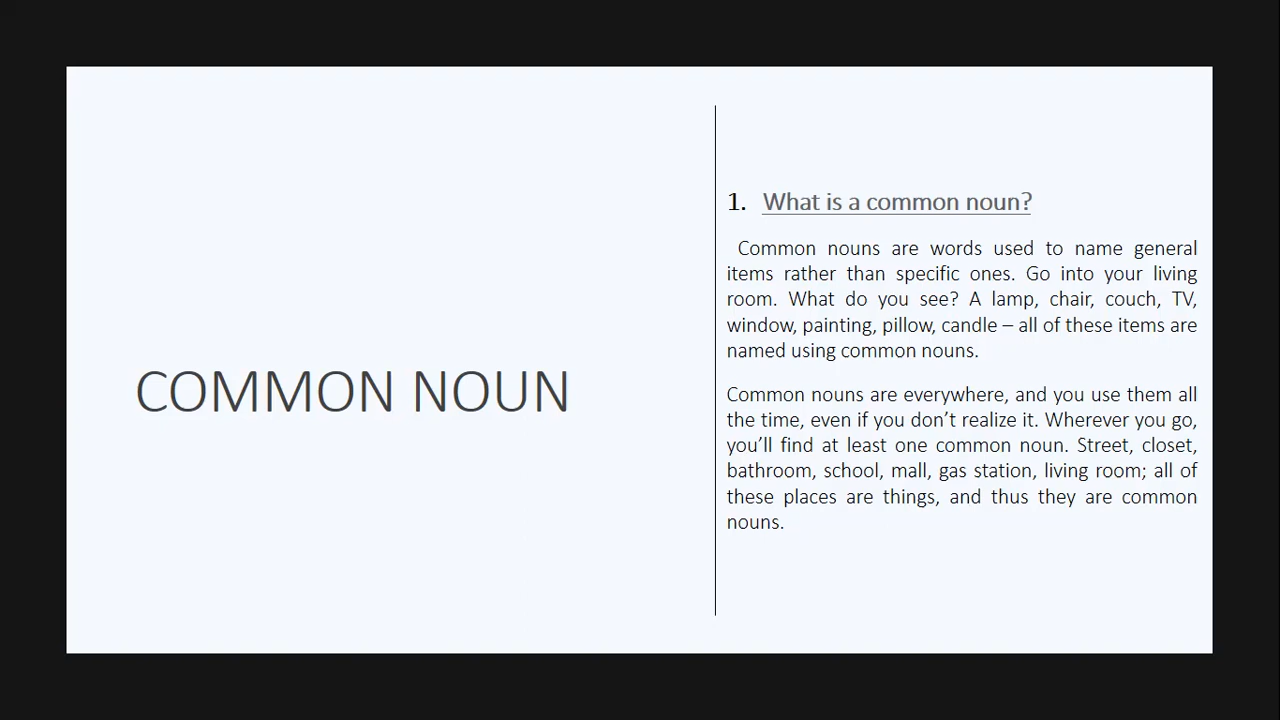 COMMON NOUN
1. What is a common noun?
Common nouns are words used to name general
items rather than specific ones. Go into your living
room. What do you see? A lamp, chair, couch, TV,
window, painting, pillow, candle – all of these items are
named using common nouns.
Common nouns are everywhere, and you use them all
the time, even if you don’t realize it. Wherever you go,
you’ll find at least one common noun. Street, closet,
bathroom, school, mall, gas station, living room; all of
these places are things, and thus they are common
nouns.